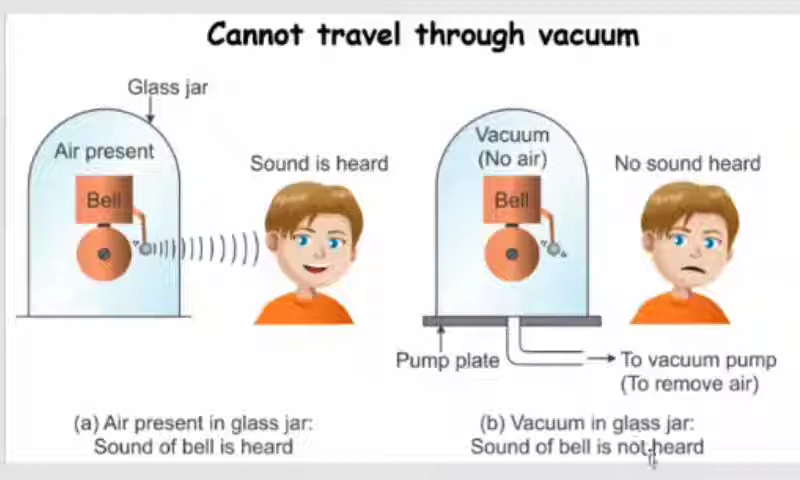 Cannot travel through vacuum
Glass jar
Air present
Bell
Sound is heard
Vacuum
(No air)
Bell
No sound heard
Pump plate
To vacuum pump
(To remove air)
(a) Air present in glass jar:
Sound of bell is heard
(b) Vacuum in glass jar:
Sound of bell is not heard